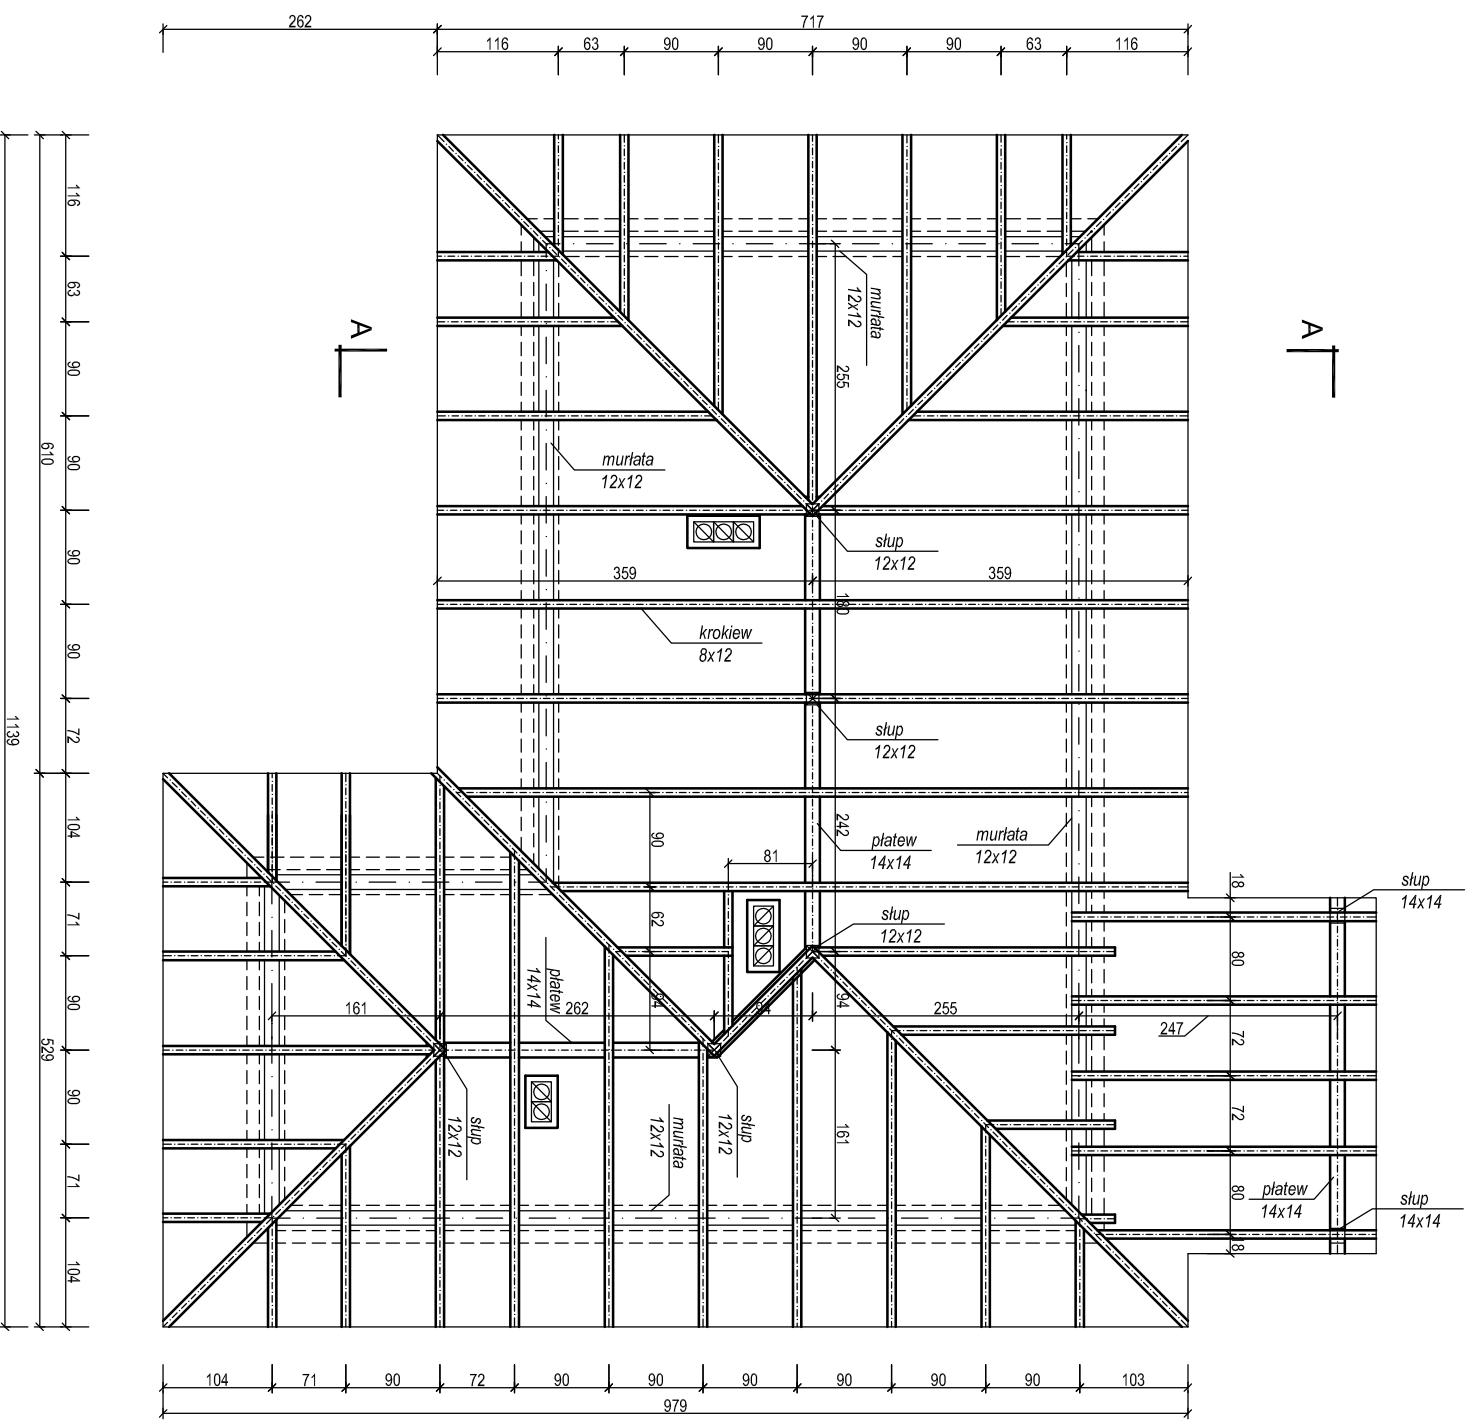 262
717
116
63
90
90
90
90
63
116
116
63
90
90
90
90
72
104
71
90
90
71
104
610
529
1139
A
A
murłata
12x12
255
murłata
12x12
słup
12x12
359
359
180
krokiew
8x12
słup
12x12
242
płatew
14x14
murłata
12x12
90
81
62
słup
12x12
18
słup
14x14
80
płatew
14x14
161
262
94
94
94
255
247
72
72
słup
12x12
murłata
12x12
słup
12x12
161
80
płatew
14x14
słup
14x14
18
104
71
90
72
90
90
90
90
90
90
103
979